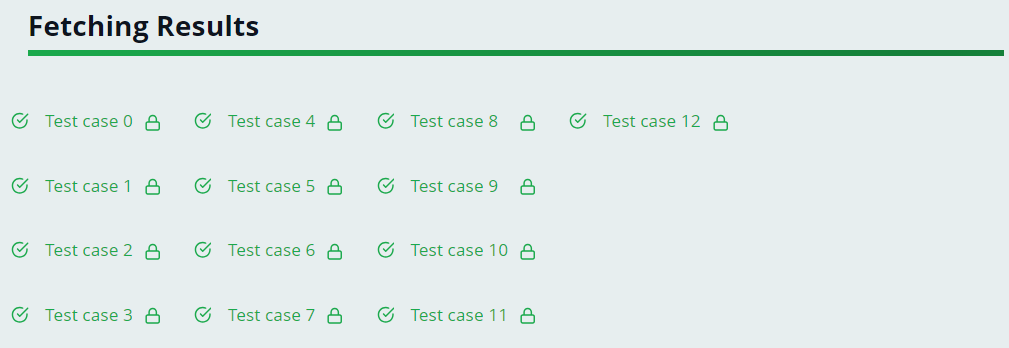 Fetching Results
Test case 0 Test case 4 Test case 8 Test case 12
Test case 1 Test case 5 Test case 9
Test case 2 Test case 6 Test case 10
Test case 3 Test case 7 Test case 11